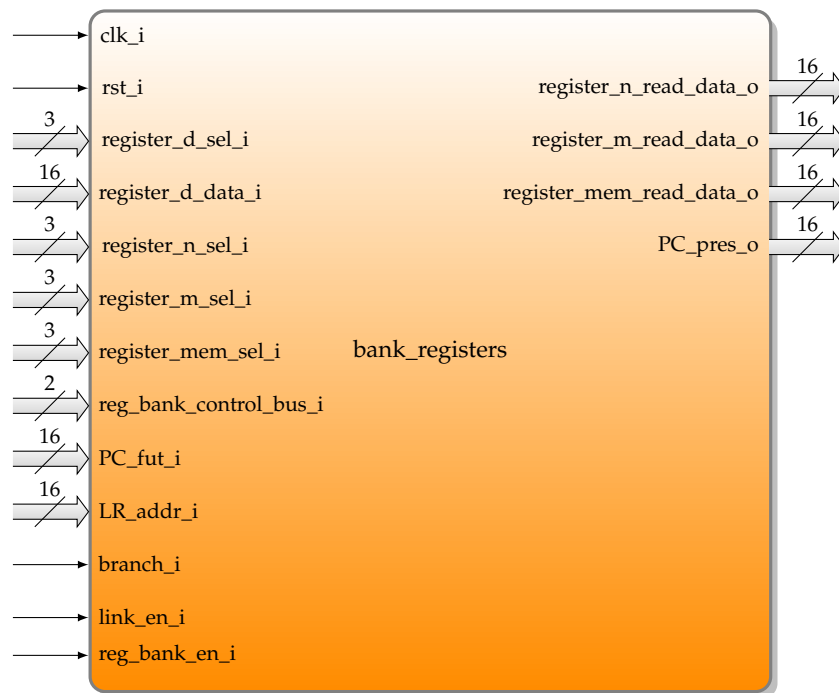 clk_i
rst_i
3
register_d_sel_i
16
register_d_data_i
3
register_n_sel_i
3
register_m_sel_i
3
register_mem_sel_i
2
reg_bank_control_bus_i
16
PC_fut_i
16
LR_addr_i
branch_i
link_en_i
reg_bank_en_i
bank_registers
16
register_n_read_data_o
16
register_m_read_data_o
16
register_mem_read_data_o
16
PC_pres_o